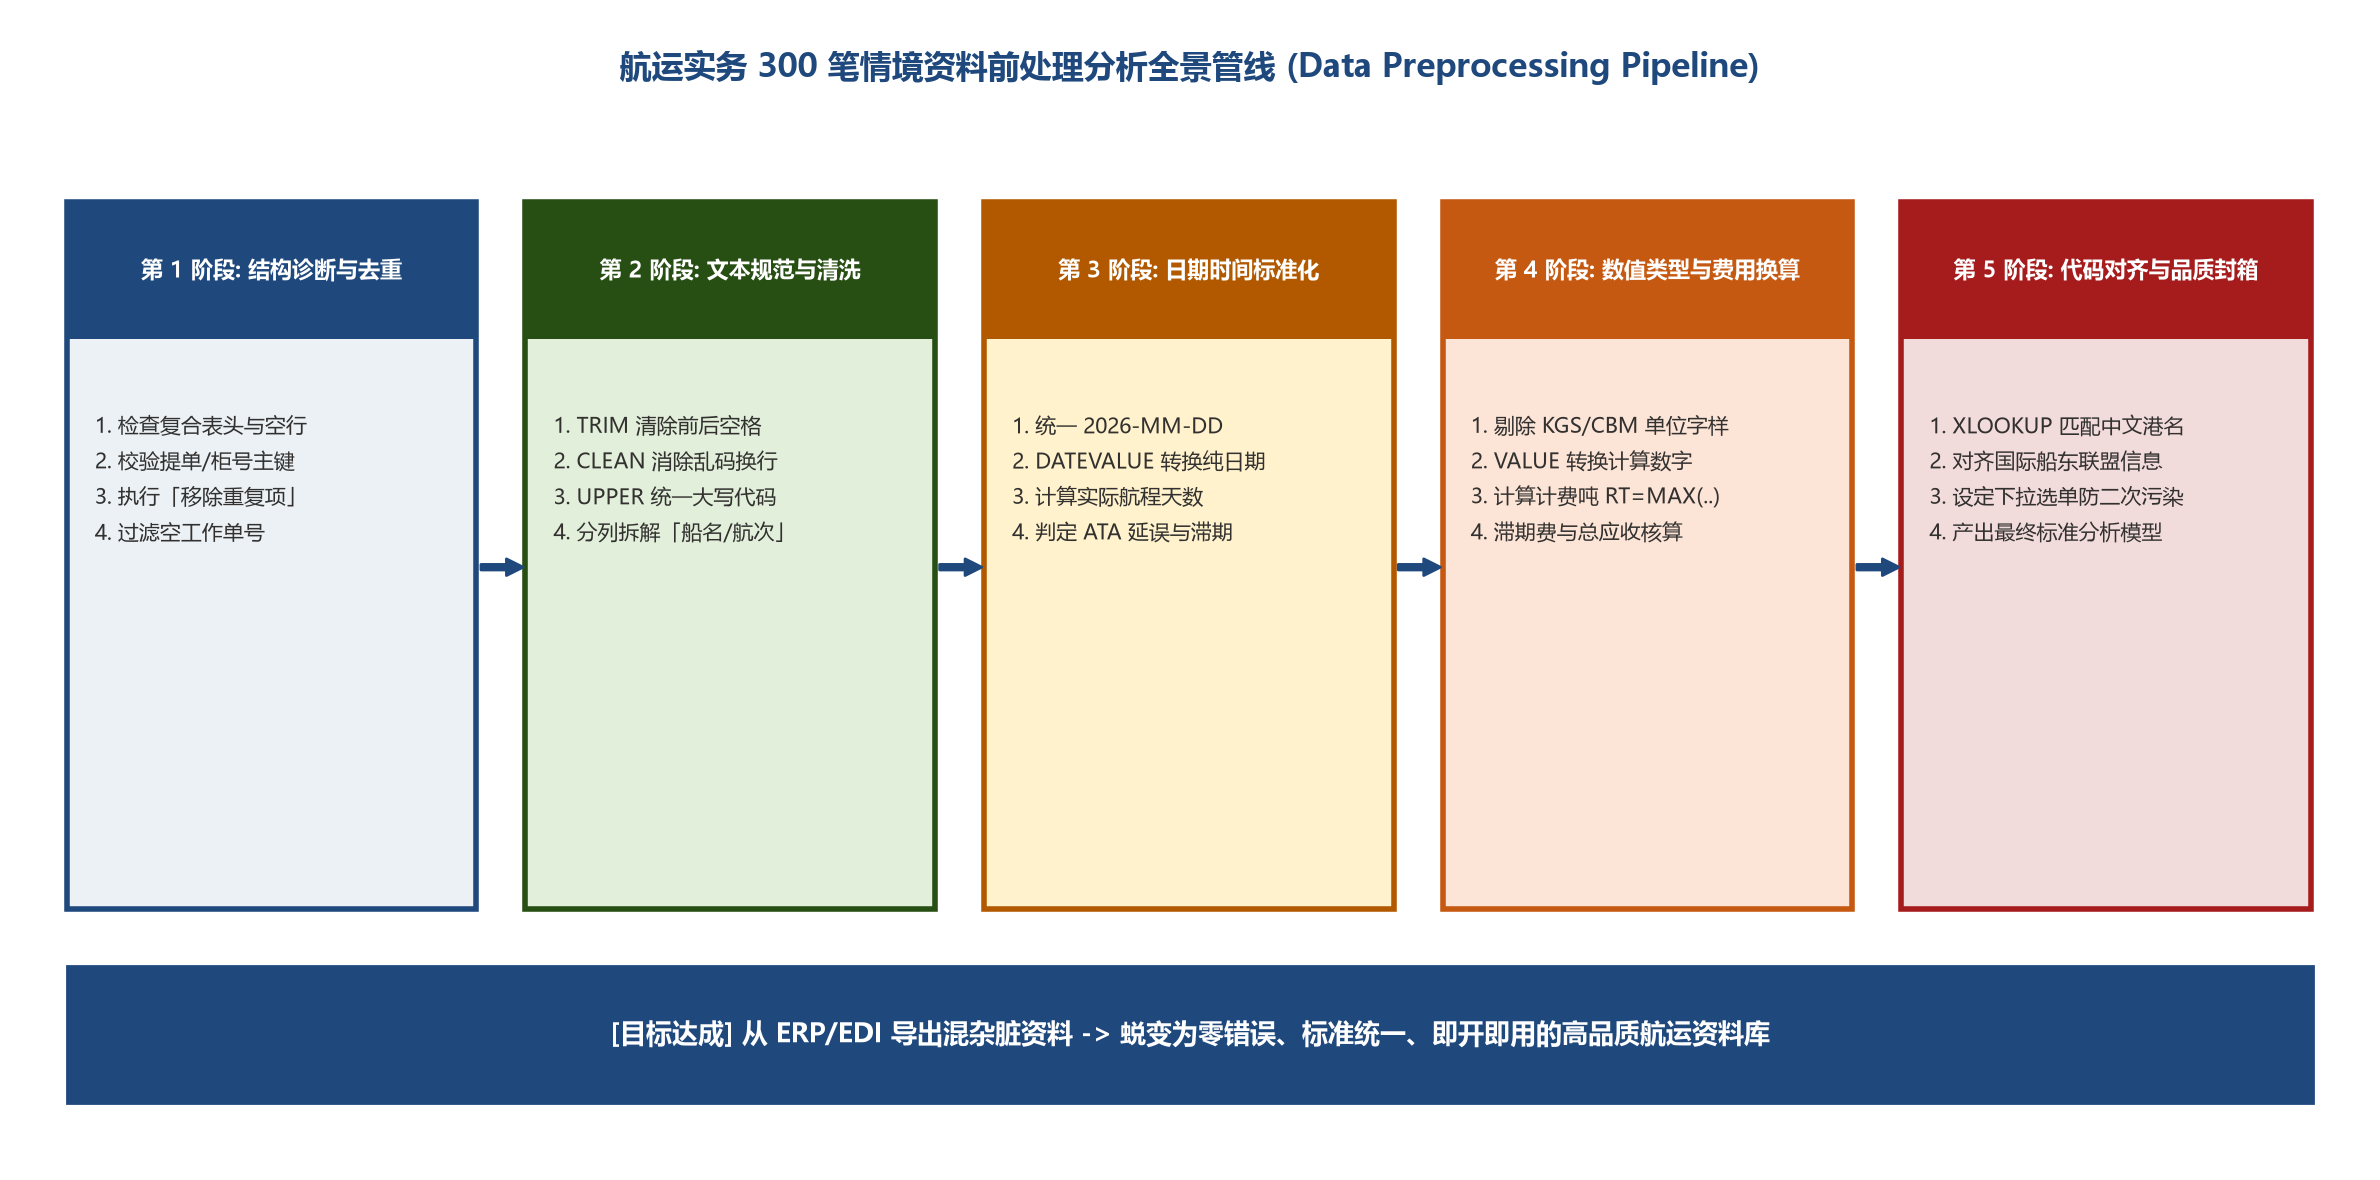 航运实务 300 笔情境资料前处理分析全景管线 (Data Preprocessing Pipeline)
第 1 阶段: 结构诊断与去重
1. 检查复合表头与空行
2. 校验提单/柜号主键
3. 执行「移除重复项」
4. 过滤空工作单号
第 2 阶段: 文本规范与清洗
1. TRIM 清除前后空格
2. CLEAN 消除乱码换行
3. UPPER 统一大写代码
4. 分列拆解「船名/航次」
第 3 阶段: 日期时间标准化
1. 统一 2026-MM-DD
2. DATEVALUE 转换纯日期
3. 计算实际航程天数
4. 判定 ATA 延误与滞期
第 4 阶段: 数值类型与费用换算
1. 剔除 KGS/CBM 单位字样
2. VALUE 转换计算数字
3. 计算计费吨 RT=MAX(..)
4. 滞期费与总应收核算
第 5 阶段: 代码对齐与品质封箱
1. XLOOKUP 匹配中文港名
2. 对齐国际船东联盟信息
3. 设定下拉选单防二次污染
4. 产出最终标准分析模型
[目标达成] 从 ERP/EDI 导出混杂脏资料 -> 蜕变为零错误、标准统一、即开即用的高品质航运资料库